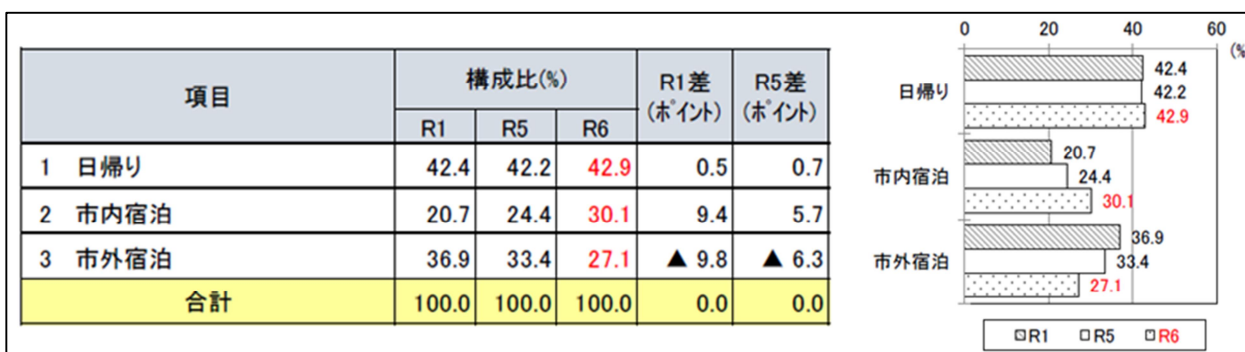 項目 構成比(%) R1差(ポイント) R5差(ポイント)
R1 R5 R6
1 日帰り 42.4 42.2 42.9 0.5 0.7
2 市内宿泊 20.7 24.4 30.1 9.4 5.7
3 市外宿泊 36.9 33.4 27.1 ▲ 9.8 ▲ 6.3
合計 100.0 100.0 100.0 0.0 0.0
0 20 40 60
(%
日帰り 42.4
42.2
42.9
市内宿泊 20.7
24.4
30.1
市外宿泊 36.9
33.4
27.1
R1 R5 R6